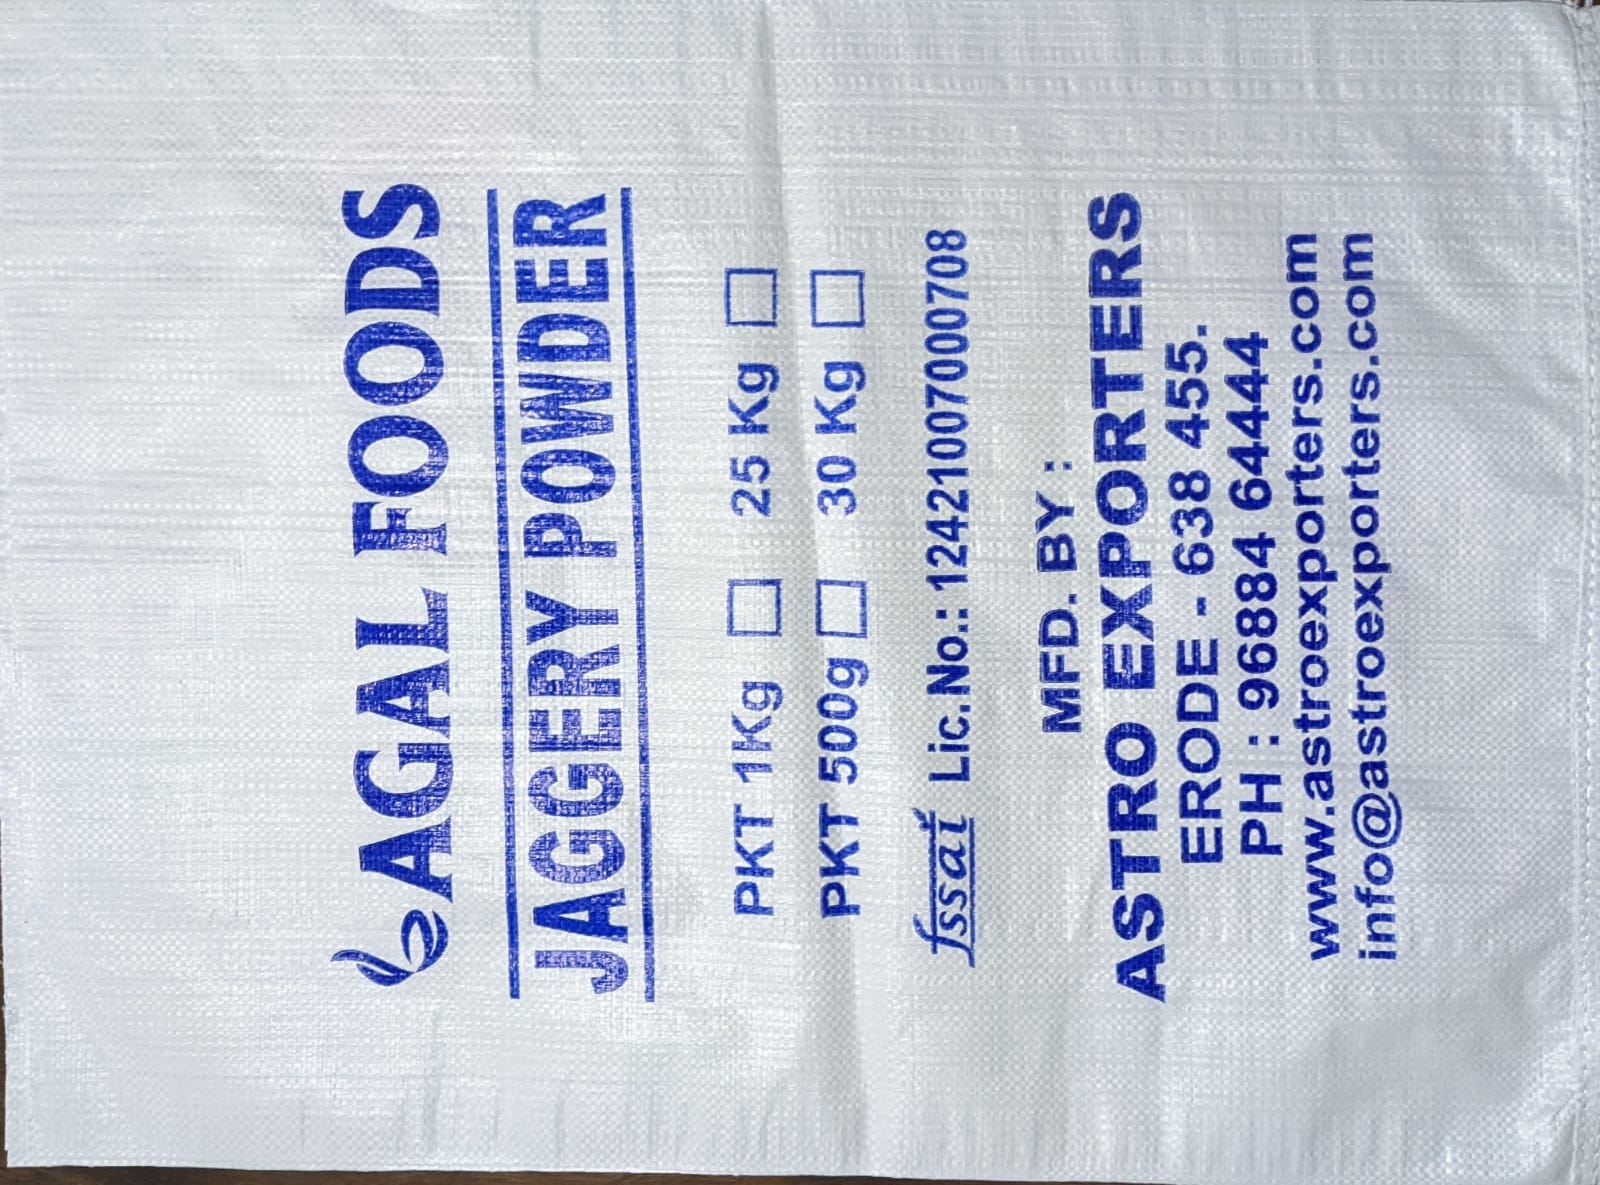 AGAL FOODS
JAGGERY POWDER
PKT 1Kg 25 Kg
PKT 500g 30 Kg
fssai Lic.No.: 12421007000708
MFD. BY :
ASTRO EXPORTERS
ERODE - 638 455.
PH : 96884 64444
www.astroexporters.com
info@astroexporters.com